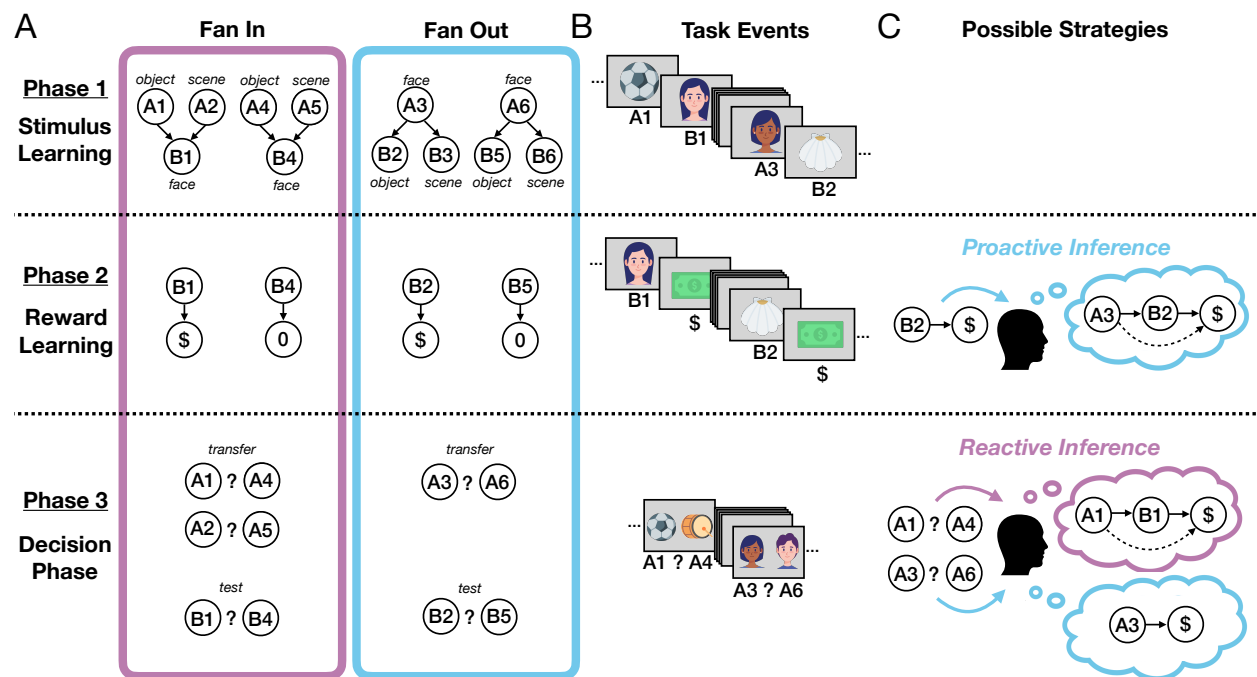 A
Fan In
Fan Out
B
Task Events
C
Possible Strategies
Phase 1
Stimulus
Learning
object scene object scene
A1 A2 A4 A5
B1 B4
face face
face face
A3 A6
B2 B3 B5 B6
object scene object scene
...
A1
B1
A3
B2
...
Phase 2
Reward
Learning
B1 B4
$ 0
B2 B5
$ 0
...
B1
$
$
B2
$
$
...
Proactive Inference
B2 $
A3 B2 $
Phase 3
Decision
Phase
transfer
A1 ? A4
A2 ? A5
test
B1 ? B4
transfer
A3 ? A6
test
B2 ? B5
...
A1 ? A4
...
A3 ? A6
Reactive Inference
A1 ? A4
A3 ? A6
A1 B1 $
A3 $